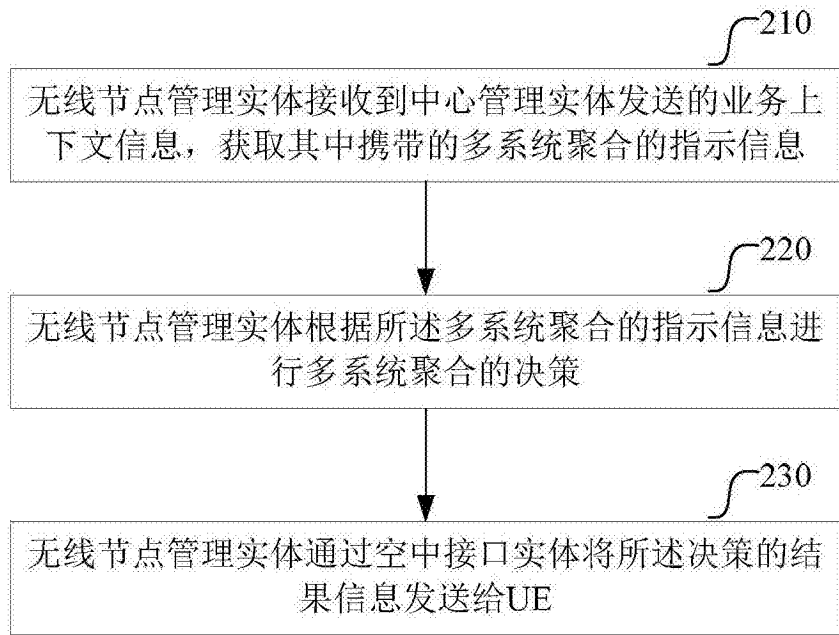 210
无线节点管理实体接收到中心管理实体发送的业务上
下文信息，获取其中携带的多系统聚合的指示信息
220
无线节点管理实体根据所述多系统聚合的指示信息进
行多系统聚合的决策
230
无线节点管理实体通过空中接口实体将所述决策的结
果信息发送给UE